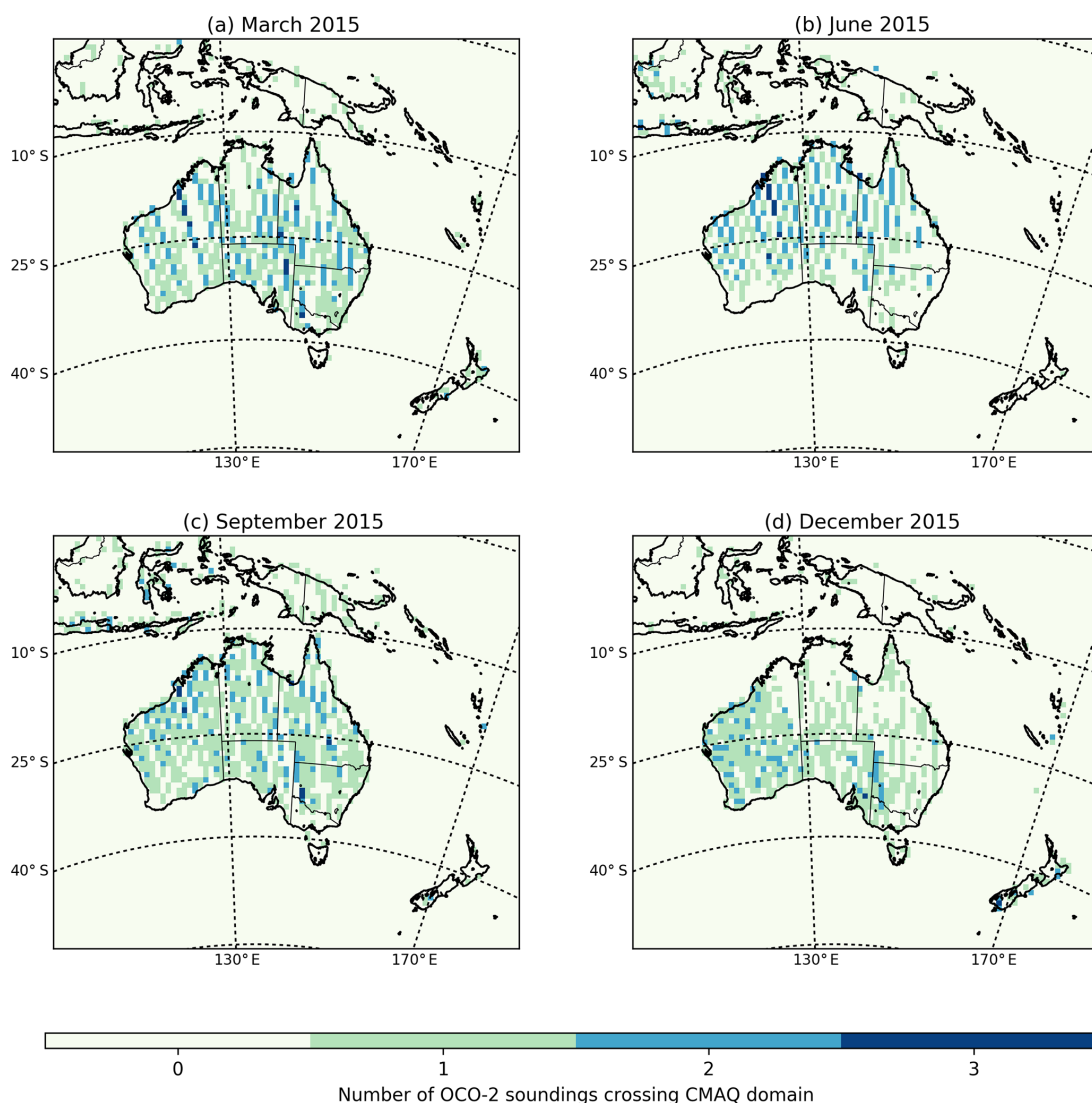 (a) March 2015
(b) June 2015
10° S
25° S
40° S
130° E
170° E
10° S
25° S
40° S
130° E
170° E
(c) September 2015
(d) December 2015
10° S
25° S
40° S
130° E
170° E
10° S
25° S
40° S
130° E
170° E
0
1
2
3
Number of OCO-2 soundings crossing CMAQ domain